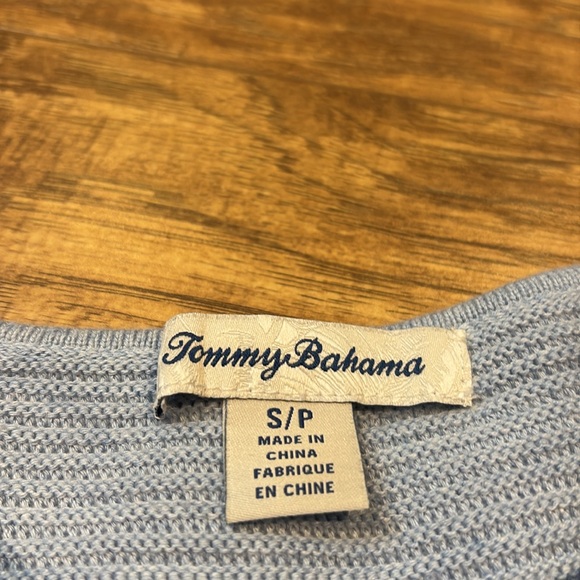 Tommy Bahama
S/P
MADE IN
CHINA
FABRIQUE
EN CHINE